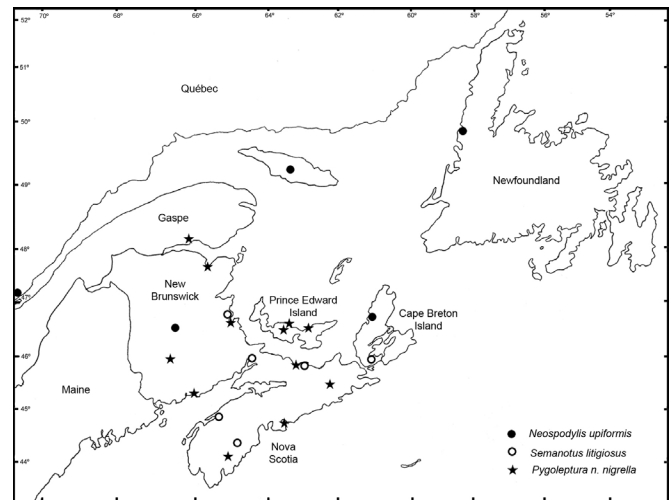 70° 68° 66° 64° 62° 60° 58° 56° 54°
52°
51°
Québec
50°
Newfoundland
49°
Gaspe
48°
47°
New
Brunswick
Prince Edward
Island
Cape Breton
Island
46°
Maine
45°
Nova
Scotia
44°
Neospodylis upiformis
Semanotus litigiosus
Pygoleptura n. nigrella